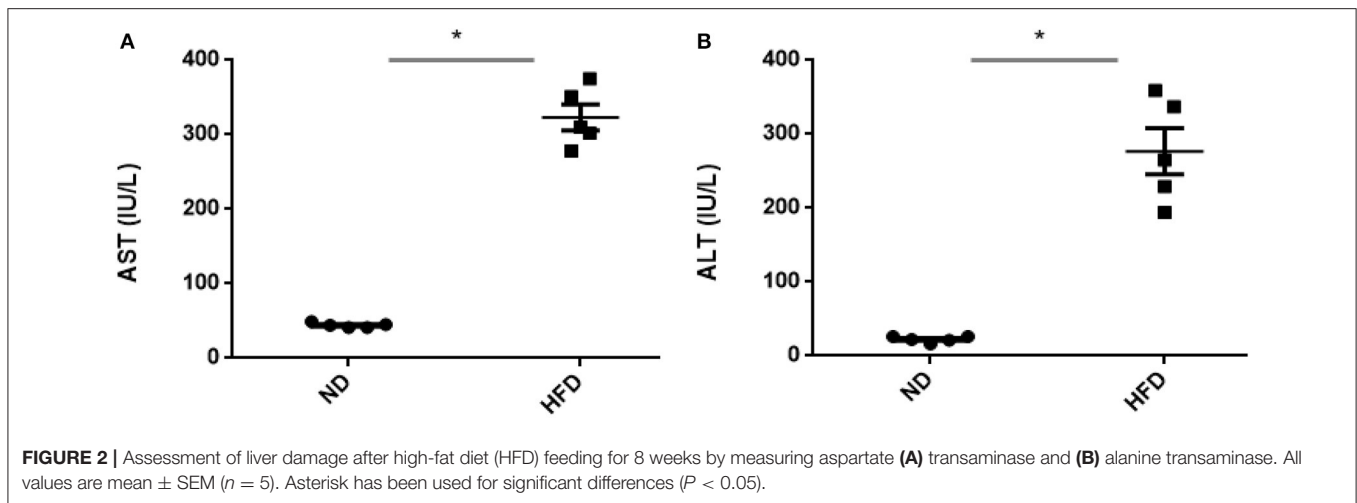 A
*
400
300
200
100
0
AST (IU/L)
ND
HFD
B
*
400
300
200
100
0
ALT (IU/L)
ND
HFD
FIGURE 2 | Assessment of liver damage after high-fat diet (HFD) feeding for 8 weeks by measuring aspartate (A) transaminase and (B) alanine transaminase. All
values are mean ± SEM (n = 5). Asterisk has been used for significant differences (P < 0.05).